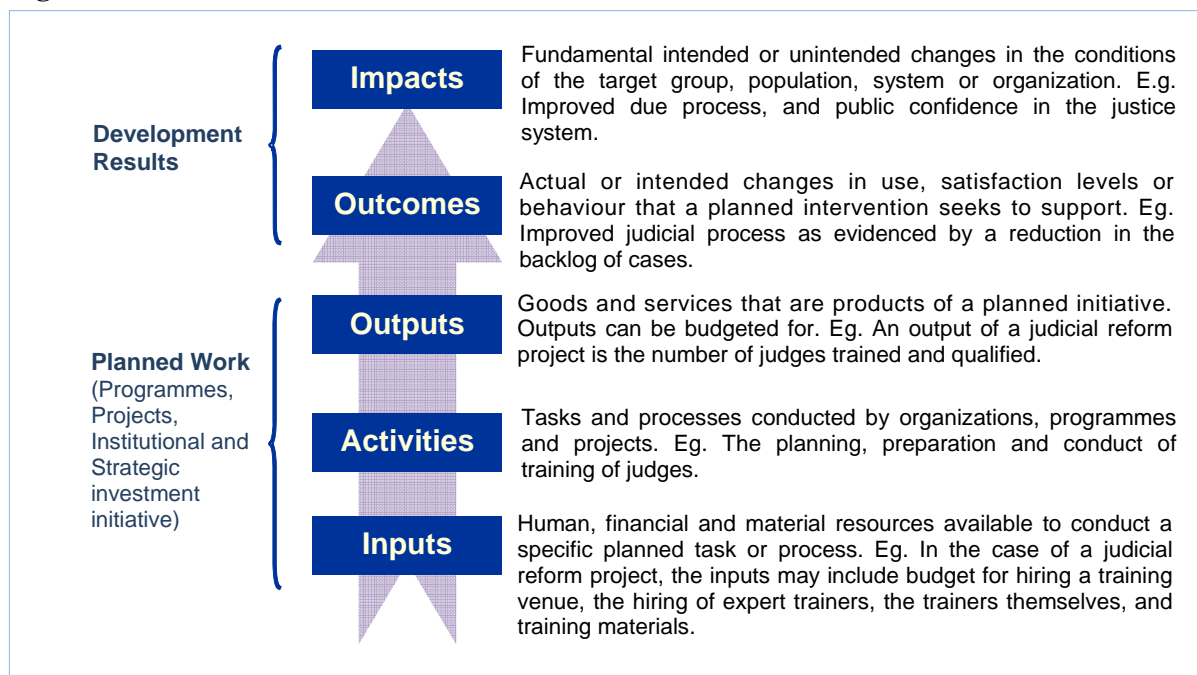 Impacts
Fundamental intended or unintended changes in the conditions
of the target group, population, system or organization. E.g.
Improved due process, and public confidence in the justice
system.
Development
Results
Outcomes
Actual or intended changes in use, satisfaction levels or
behaviour that a planned intervention seeks to support. Eg.
Improved judicial process as evidenced by a reduction in the
backlog of cases.
Outputs
Goods and services that are products of a planned initiative.
Outputs can be budgeted for. Eg. An output of a judicial reform
project is the number of judges trained and qualified.
Planned Work
(Programmes,
Projects,
Institutional and
Strategic
investment
initiative)
Activities
Tasks and processes conducted by organizations, programmes
and projects. Eg. The planning, preparation and conduct of
training of judges.
Inputs
Human, financial and material resources available to conduct a
specific planned task or process. Eg. In the case of a judicial
reform project, the inputs may include budget for hiring a training
venue, the hiring of expert trainers, the trainers themselves, and
training materials.